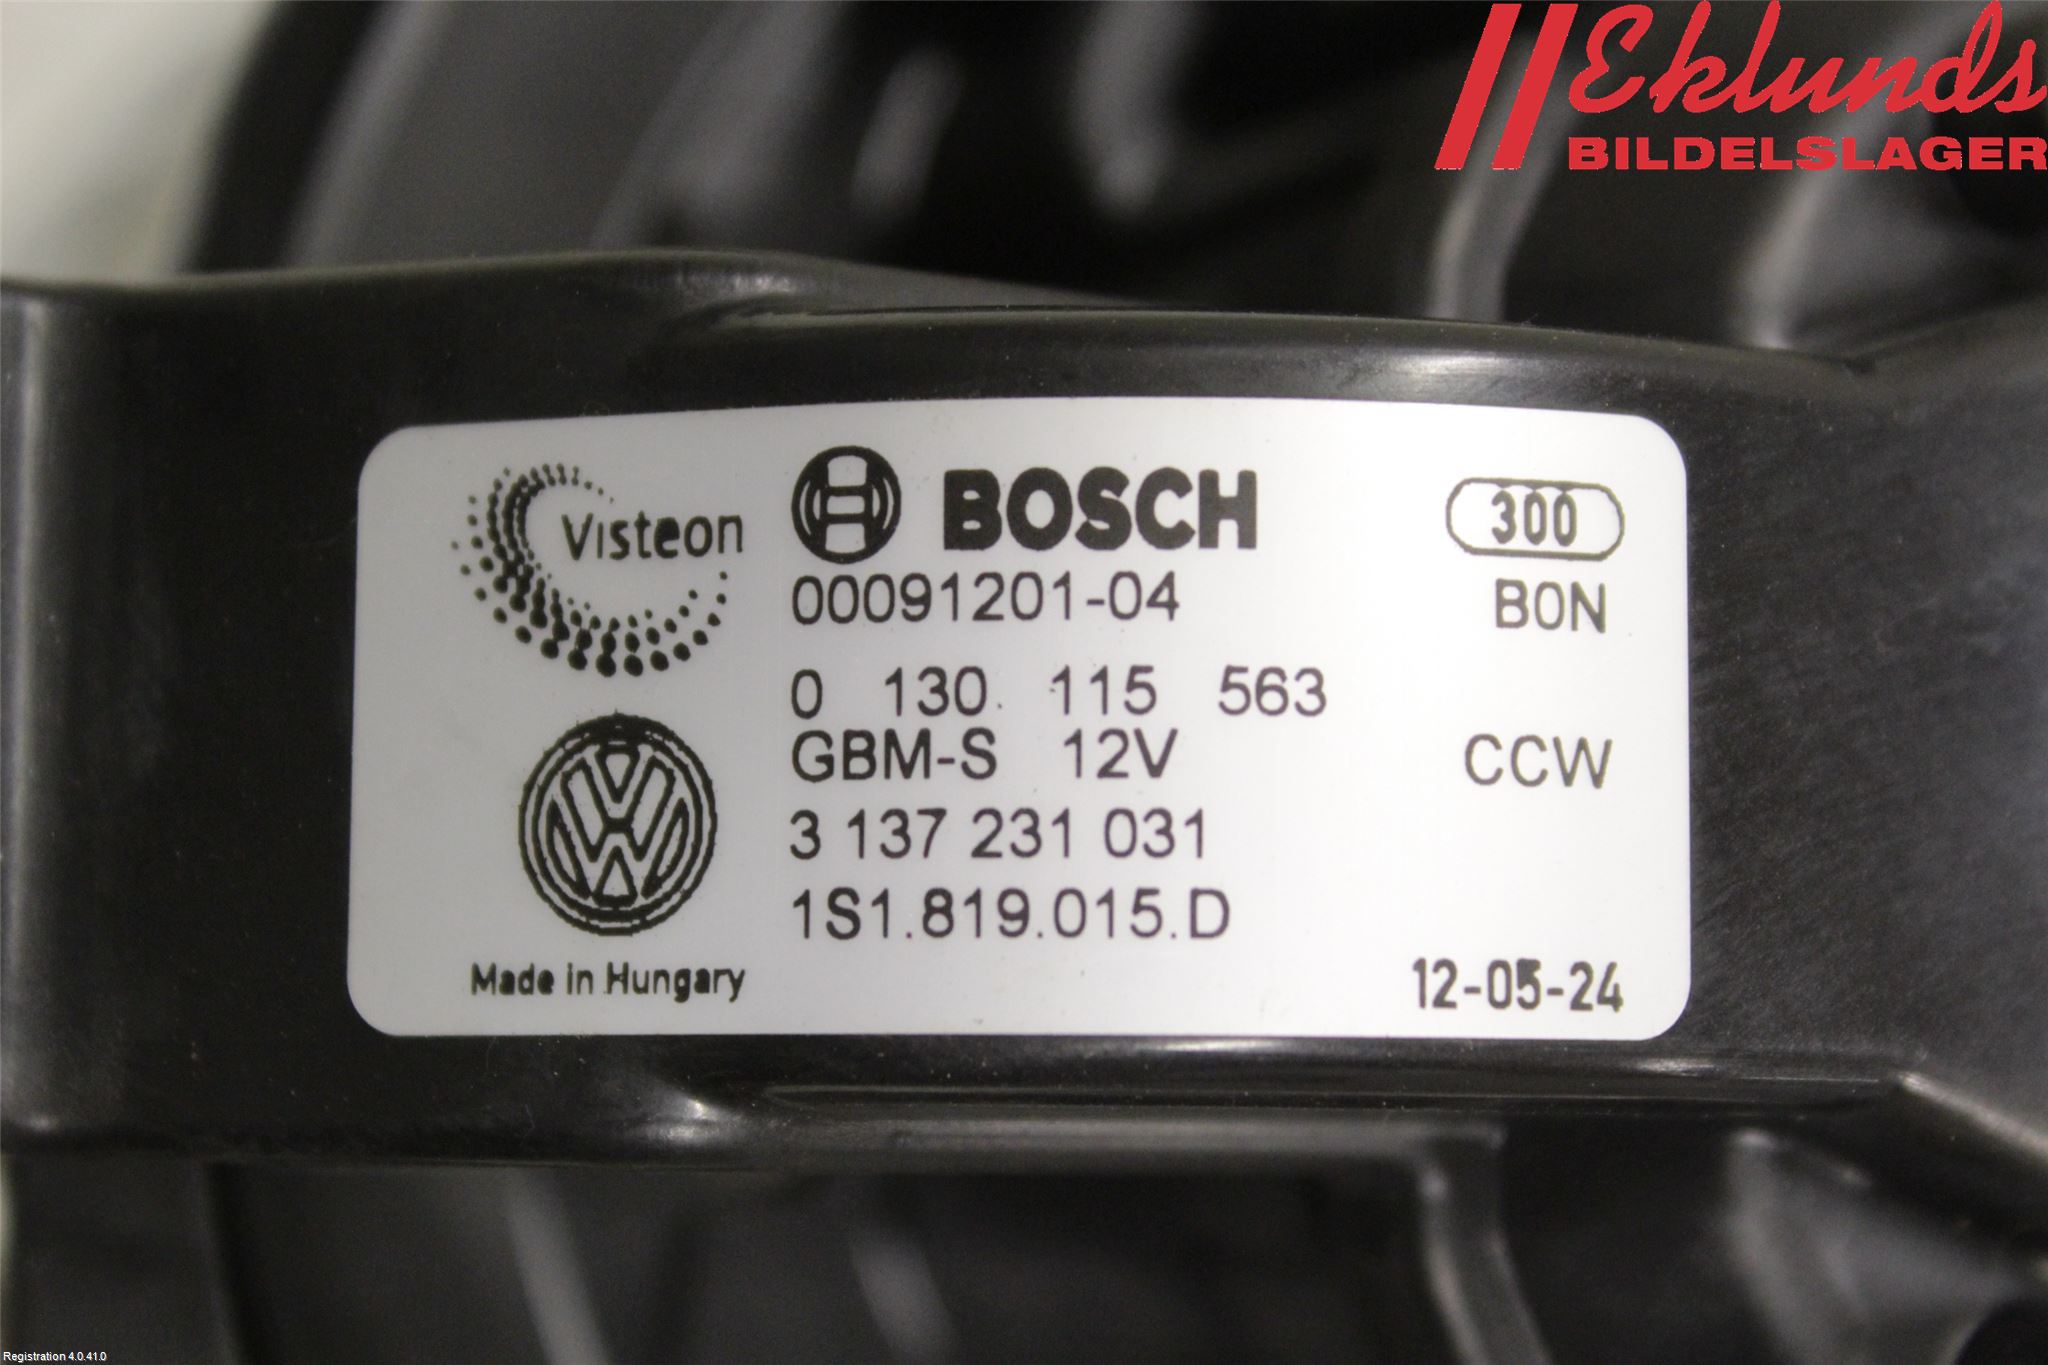 Eklunds
BILDELSLAGER
Visteon
BOSCH
300
00091201-04
BON
0 130 115 563
GBM-S 12V
CCW
3 137 231 031
1S1.819.015.D
Made in Hungary
12-05-24
Registration 4.0.41.0